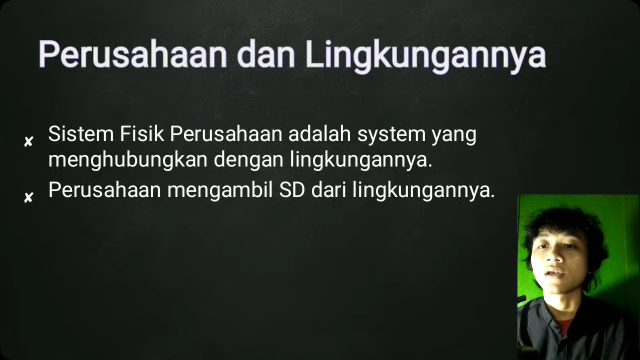 Perusahaan dan Lingkungannya
Sistem Fisik Perusahaan adalah system yang
menghubungkan dengan lingkungannya.
Perusahaan mengambil SD dari lingkungannya.